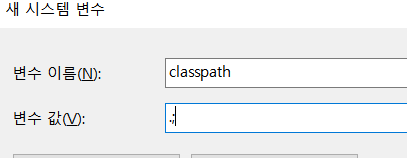 새 시스템 변수
변수 이름(N):
classpath
변수 값(V):
.;